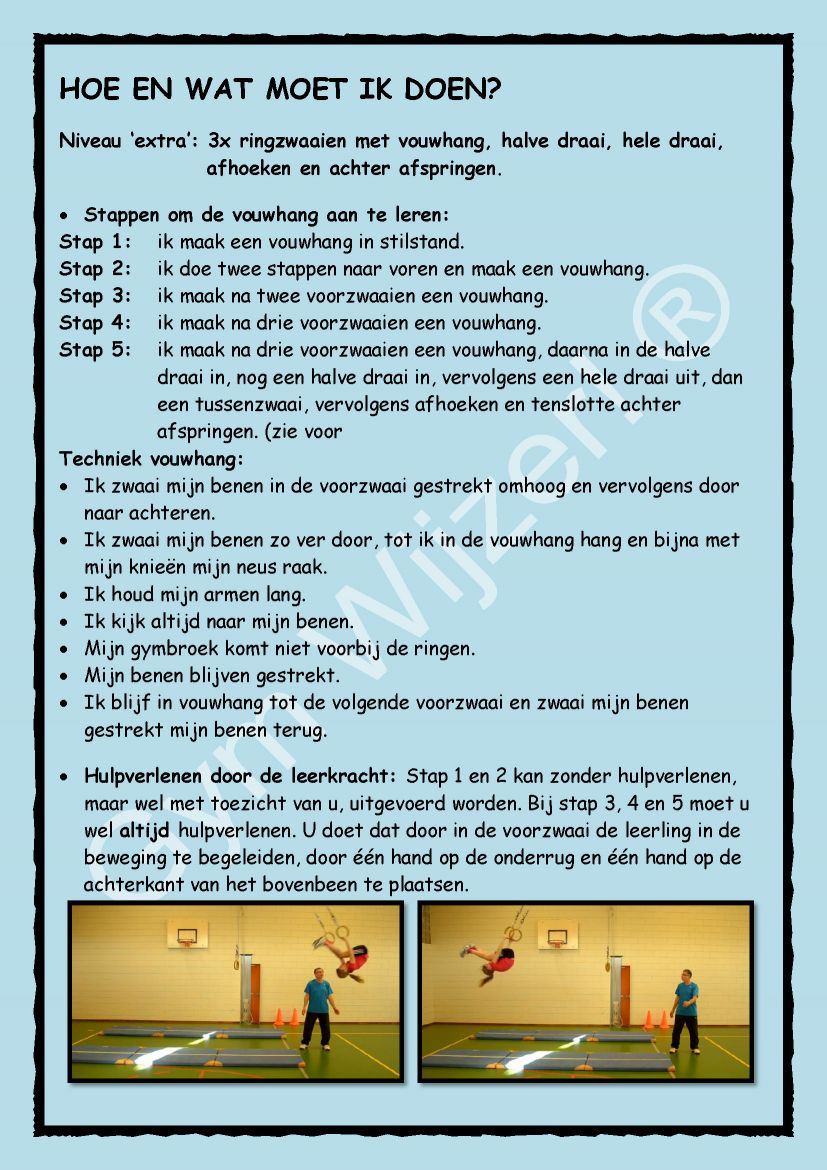 HOE EN WAT MOET IK DOEN?
Niveau ‘extra’: 3x ringzwaaien met vouwhang, halve draai, hele draai,
afhoeken en achter afspringen.
• Stappen om de vouwhang aan te leren:
Stap 1: ik maak een vouwhang in stilstand.
Stap 2: ik doe twee stappen naar voren en maak een vouwhang.
Stap 3: ik maak na twee voorzwaaien een vouwhang.
Stap 4: ik maak na drie voorzwaaien een vouwhang.
Stap 5: ik maak na drie voorzwaaien een vouwhang, daarna in de halve
draai in, nog een halve draai in, vervolgens een hele draai uit, dan
een tussenzwaai, vervolgens afhoeken en tenslotte achter
afspringen. (zie voor
Techniek vouwhang:
• Ik zwaai mijn benen in de voorzwaai gestrekt omhoog en vervolgens door
naar achteren.
• Ik zwaai mijn benen zo ver door, tot ik in de vouwhang hang en bijna met
mijn knieën mijn neus raak.
• Ik houd mijn armen lang.
• Ik kijk altijd naar mijn benen.
• Mijn gymbroek komt niet voorbij de ringen.
• Mijn benen blijven gestrekt.
• Ik blijf in vouwhang tot de volgende voorzwaai en zwaai mijn benen
gestrekt mijn benen terug.
• Hulpverlenen door de leerkracht: Stap 1 en 2 kan zonder hulpverlenen,
maar wel met toezicht van u, uitgevoerd worden. Bij stap 3, 4 en 5 moet u
wel altijd hulpverlenen. U doet dat door in de voorzwaai de leerling in de
beweging te begeleiden, door één hand op de onderrug en één hand op de
achterkant van het bovenbeen te plaatsen.
Gym Wijzer! ®